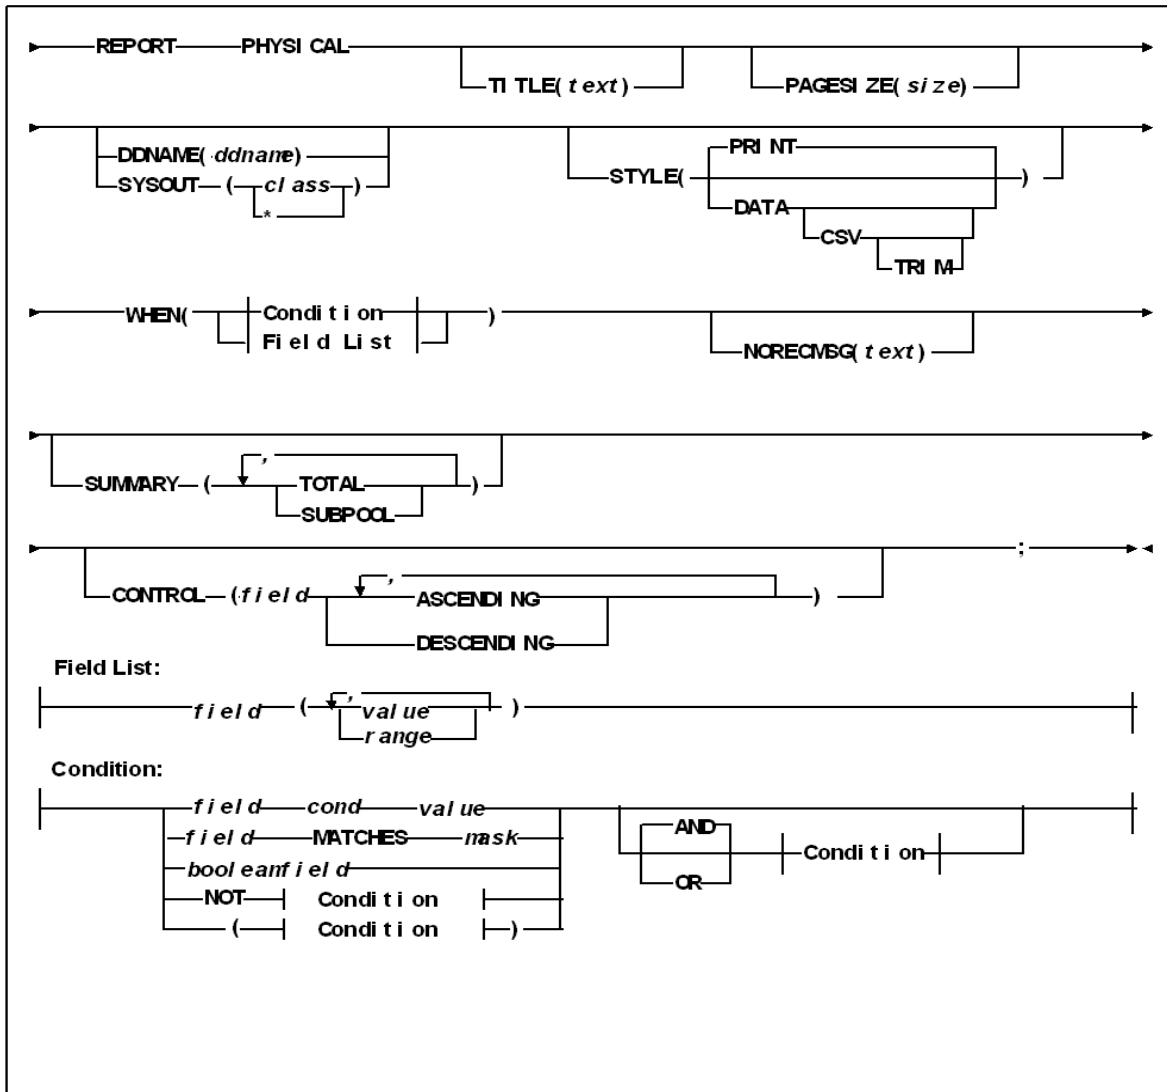 REPORT PHYSICAL
TITLE(text) PAGESIZE(size)
DDNAME(ddname) PRINT
SYSOUT (class) STYLE( )
* DATA
CSV
TRIM
WHEN( Condition )
Field List
NORECMSG(text)
,
SUMMARY ( TOTAL )
SUBPOOL
;
,
CONTROL (field ASCENDING )
DESCENDING
Field List:
,
field ( value )
range
Condition:
field cond value
field MATCHES mask AND
booleanfield Condition
NOT Condition OR
( Condition )